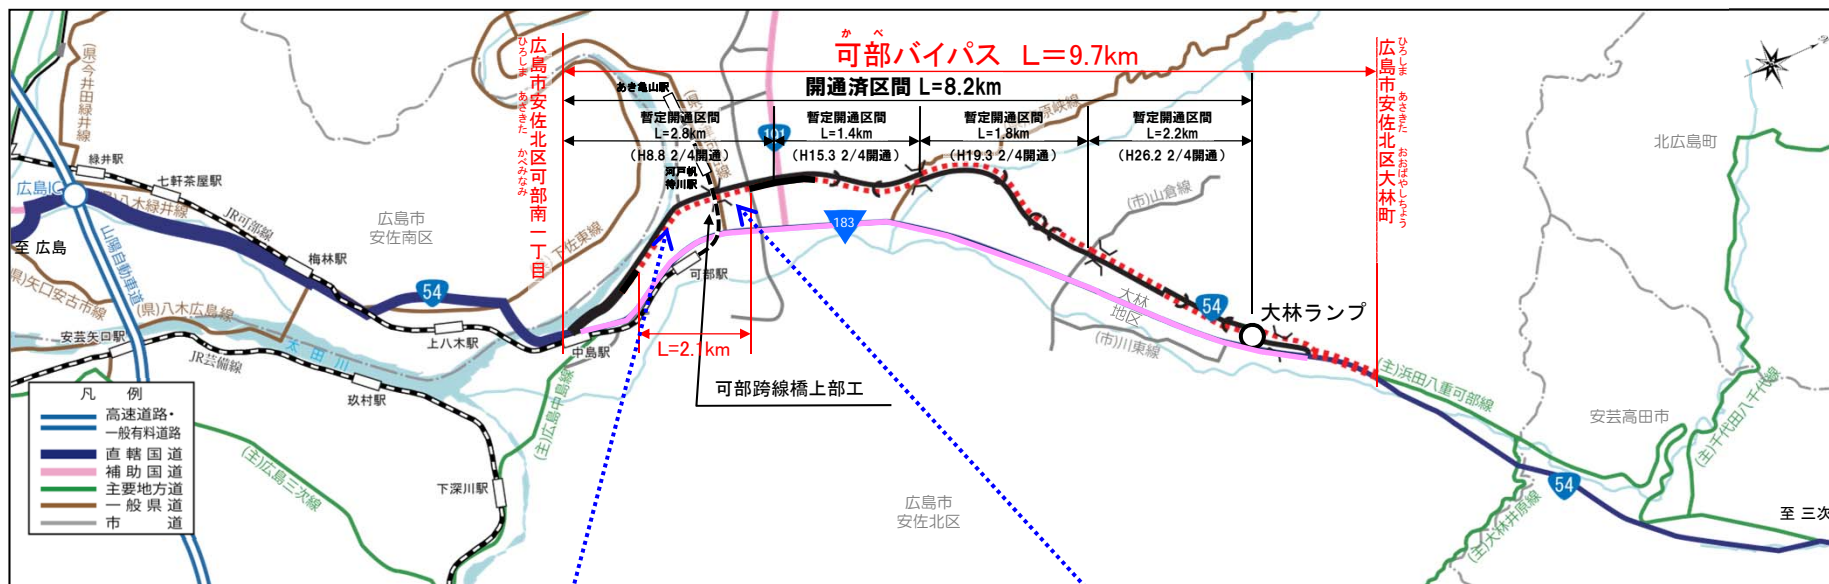 可部バイパス L=9.7km
か べ
開通済区間 L=8.2km
暫定開通区間
L=2.8km
(H8.8 2/4開通)
暫定開通区間
L=1.4km
(H15.3 2/4開通)
暫定開通区間
L=1.8km
(H19.3 2/4開通)
暫定開通区間
L=2.2km
(H26.2 2/4開通)
広島市安佐北区可部南一丁目
ひろしま あさきた かべみなみ
広島市安佐北区大林町
ひろしま あさきた おおばやしちょう
(県)今井田緑井線
緑井駅
広島IC
七軒茶屋駅
八木緑井線
JR可部線
至 広島
山陽自動車道
広島市
安佐南区
梅林駅
54
(県)矢口安古市線
(県)八木広島線
安芸矢口駅
JR芸備線
太田川
上八木駅
玖村駅
下佐東線
あき亀山駅
河戸帆
待川駅
101
原峡線
可部駅
中島駅
L=2.1km
可部跨線橋上部工
183
(市)山倉線
大林
地区
(市)川東線
54
大林ランプ
(主)浜田八重可部線
北広島町
安芸高田市
(主)千代田八千代線
(主)大林井原線
54
至 三次
(主)広島中島線
下深川駅
(主)広島三次線
広島市
安佐北区
凡 例
高速道路・
一般有料道路
直轄国道
補助国道
主要地方道
一般県道
市 道